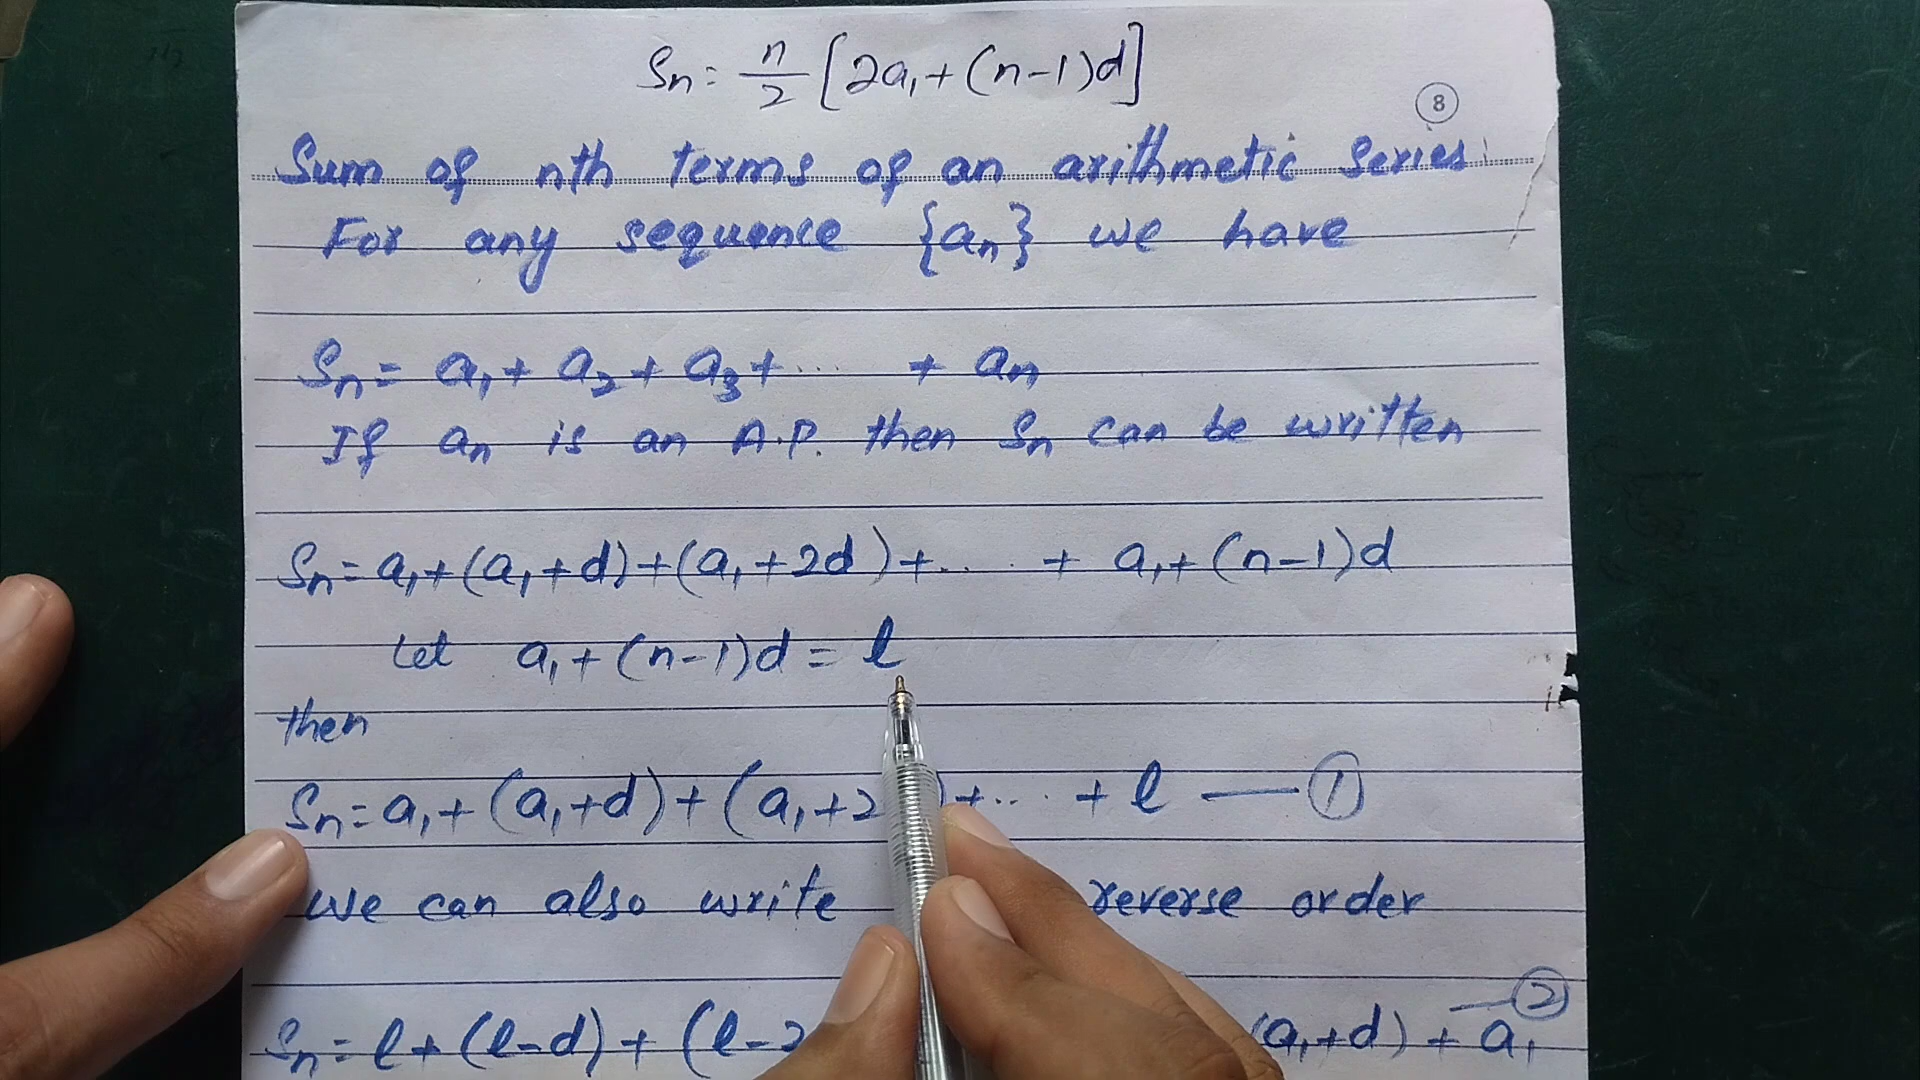 Sn = n/2 [2a₁ + (n-1)d]
8
Sum of nth terms of an arithmetic series
For any sequence {aₙ} we have
Sn = a₁ + a₂ + a₃ + .... + aₙ
If aₙ is an A.P. then Sn can be written
Sn = a₁ + (a₁ + d) + (a₁ + 2d) + .... + a₁ + (n-1)d
Let a₁ + (n-1)d = l
then
Sn = a₁ + (a₁ + d) + (a₁ + 2 ) + ... + l — ①
We can also write reverse order
Sn = l + (l - d) + (l - 2 (a₁ + d) + a₁ — ②